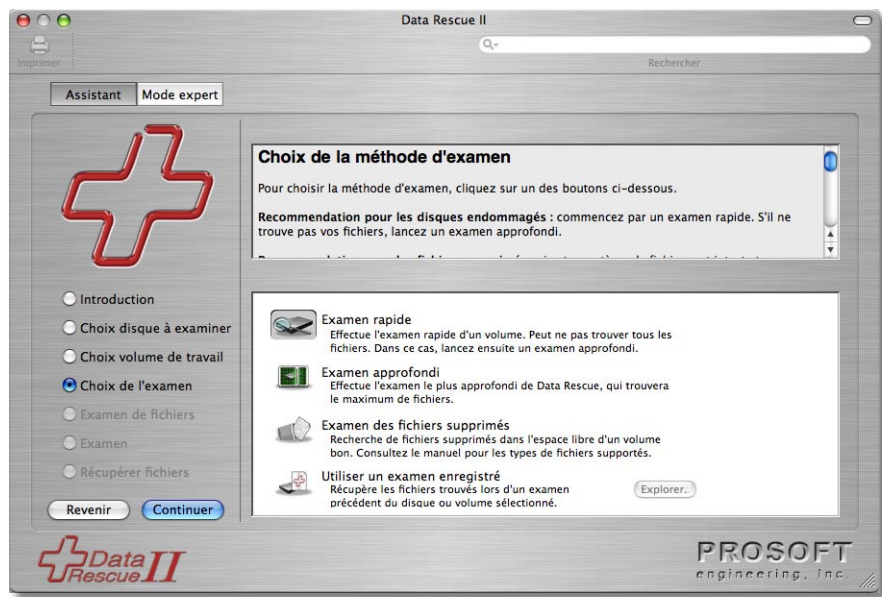 Data Rescue II
Imprimer
Rechercher
Assistant
Mode expert
Choix de la méthode d'examen
Pour choisir la méthode d'examen, cliquez sur un des boutons ci-dessous.
Recommendation pour les disques endommagés : commencez par un examen rapide. S'il ne
trouve pas vos fichiers, lancez un examen approfondi.
Introduction
Choix disque à examiner
Choix volume de travail
Choix de l'examen
Examen de fichiers
Examen
Récupérer fichiers
Revenir
Continuer
Examen rapide
Effectue l'examen rapide d'un volume. Peut ne pas trouver tous les
fichiers. Dans ce cas, lancez ensuite un examen approfondi.
Examen approfondi
Effectue l'examen le plus approfondi de Data Rescue, qui trouvera
le maximum de fichiers.
Examen des fichiers supprimés
Recherche de fichiers supprimés dans l'espace libre d'un volume
bon. Consultez le manuel pour les types de fichiers supportés.
Utiliser un examen enregistré
Récupère les fichiers trouvés lors d'un examen
précédent du disque ou volume sélectionné.
Explorer.
Data
Rescue II
PROSOFT
engineering, inc.